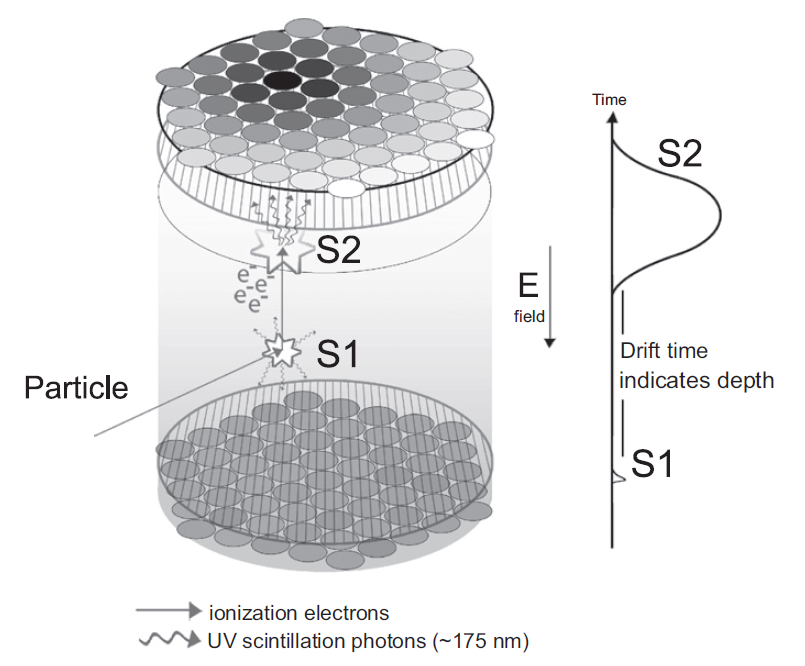 Time
S2
S2
e-
e-
e-
e-
e-
E
field
S1
Drift time
indicates depth
Particle
S1
ionization electrons
UV scintillation photons (~175 nm)